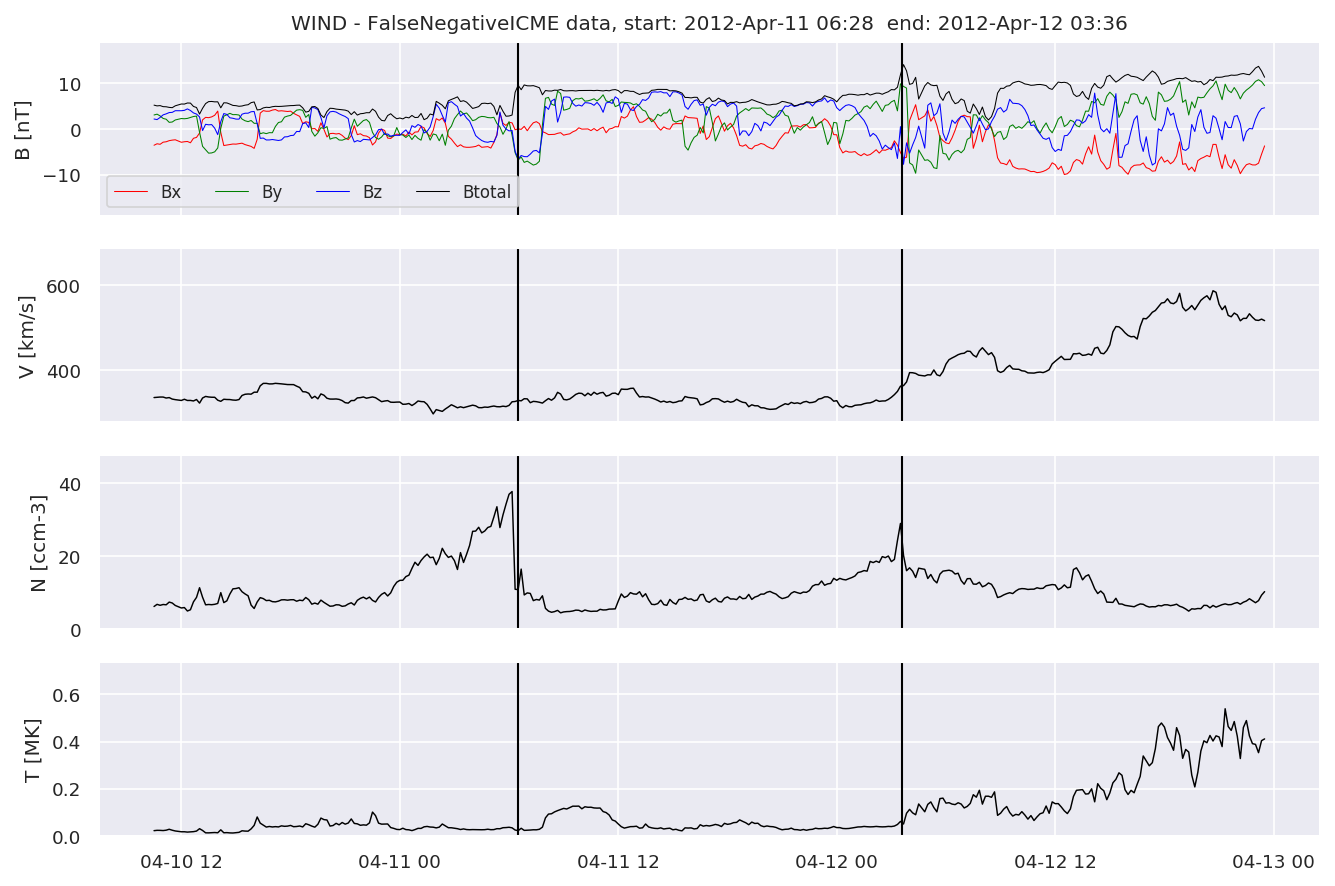 WIND - FalseNegativeICME data, start: 2012-Apr-11 06:28  end: 2012-Apr-12 03:36
B [nT]
10
0
−10
Bx By Bz Btotal
V [km/s]
600
400
N [ccm-3]
40
20
0
T [MK]
0.6
0.4
0.2
0.0
04-10 12 04-11 00 04-11 12 04-12 00 04-12 12 04-13 00